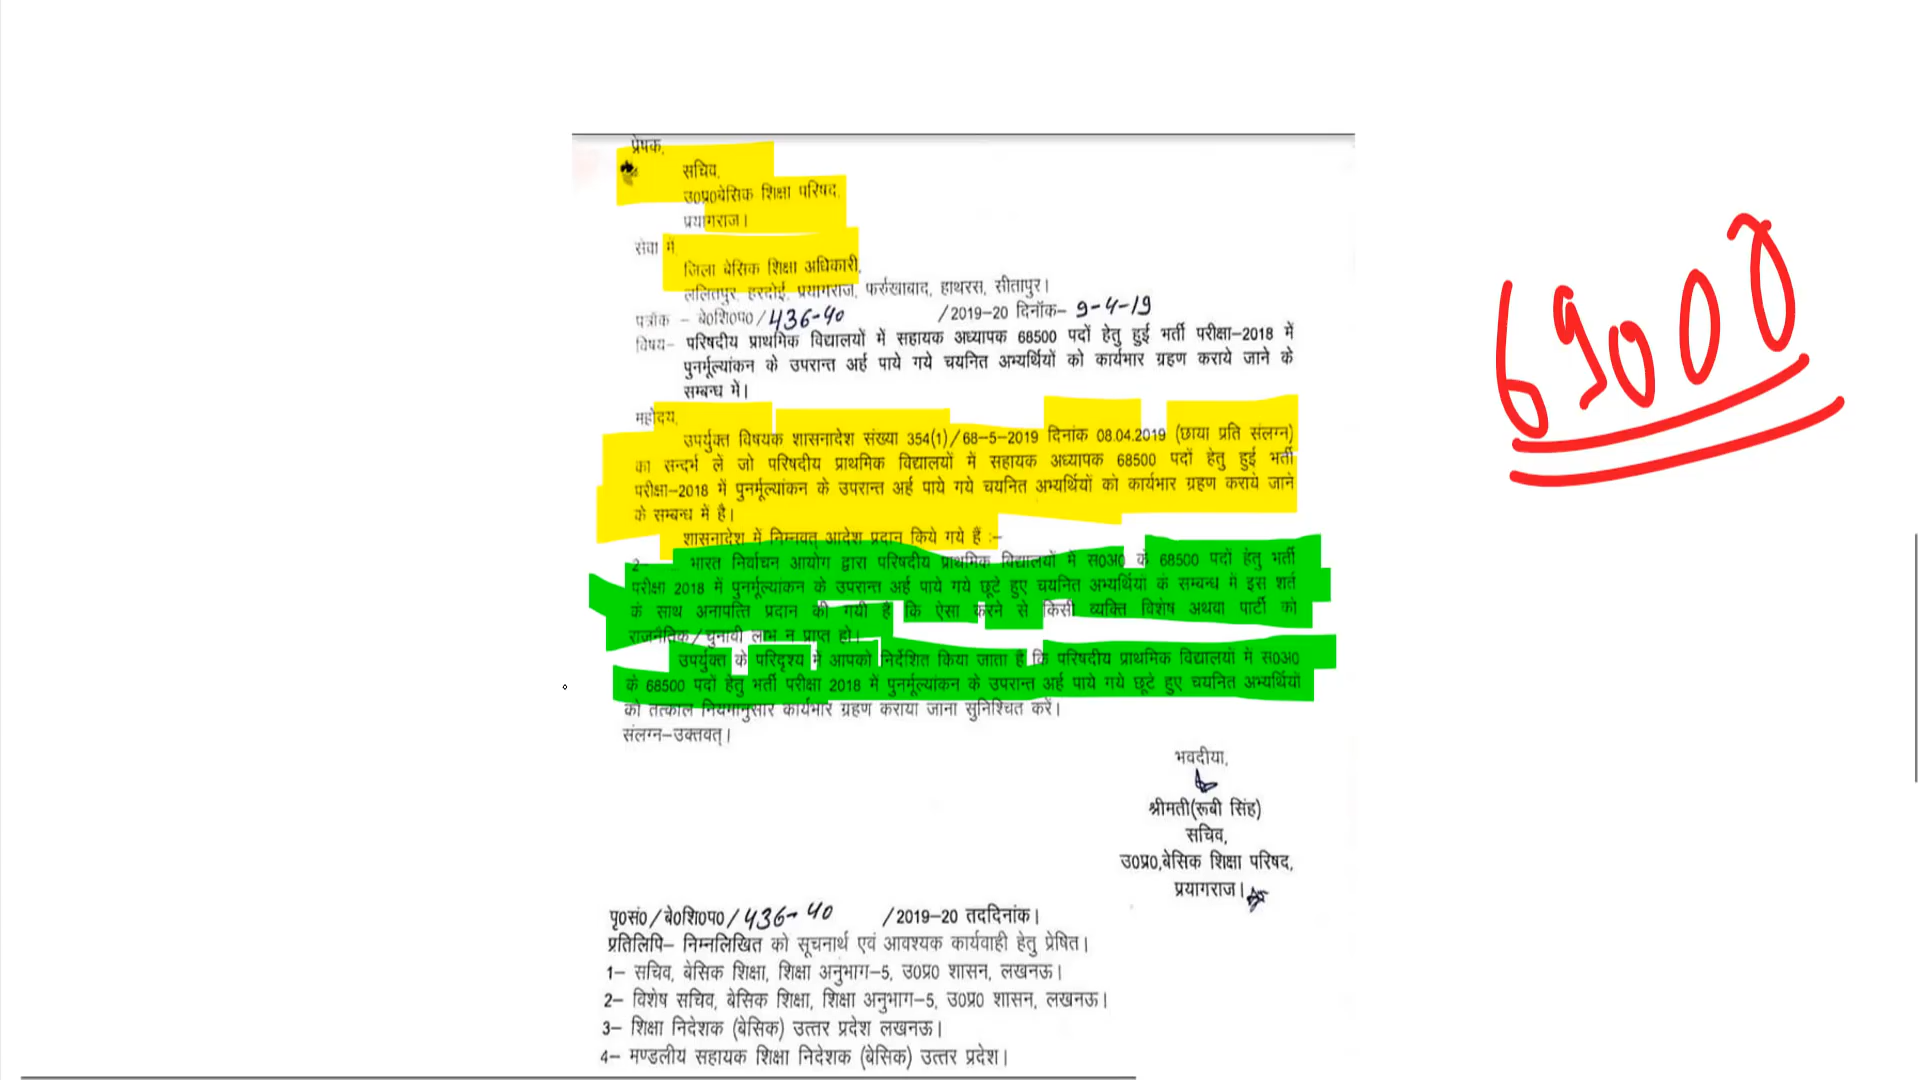 प्रेषक,
सचिव,
उ0प्र0बेसिक शिक्षा परिषद,
प्रयागराज।
सेवा में,
जिला बेसिक शिक्षा अधिकारी,
ललितपुर, हरदोई, प्रयागराज, फर्रुखाबाद, हाथरस, सीतापुर।
पत्रॉक – बे0शि0प0/436-40 /2019–20 दिनॉक– 9-4-19
विषय– परिषदीय प्राथमिक विद्यालयों में सहायक अध्यापक 68500 पदों हेतु हुई भर्ती परीक्षा–2018 में
पुनर्मूल्यांकन के उपरान्त अर्ह पाये गये चयनित अभ्यर्थियों को कार्यभार ग्रहण कराये जाने के
सम्बन्ध में।
महोदय,
उपर्युक्त विषयक शासनादेश संख्या 354(1)/68–5–2019 दिनांक 08.04.2019 (छाया प्रति संलग्न)
का सन्दर्भ लें जो परिषदीय प्राथमिक विद्यालयों में सहायक अध्यापक 68500 पदों हेतु हुई भर्ती
परीक्षा–2018 में पुनर्मूल्यांकन के उपरान्त अर्ह पाये गये चयनित अभ्यर्थियों को कार्यभार ग्रहण कराये जाने
के सम्बन्ध में है।
शासनादेश में निम्नवत् आदेश प्रदान किये गये हैं :–
2– भारत निर्वाचन आयोग द्वारा परिषदीय प्राथमिक विद्यालयों में स0अ0 के 68500 पदों हेतु भर्ती
परीक्षा 2018 में पुनर्मूल्यांकन के उपरान्त अर्ह पाये गये छूटे हुए चयनित अभ्यर्थियों के सम्बन्ध में इस शर्त
के साथ अनापत्ति प्रदान की गयी है कि ऐसा करने से किसी व्यक्ति विशेष अथवा पार्टी को
राजनैतिक/चुनावी लाभ न प्राप्त हो।
उपर्युक्त के परिदृश्य में आपको निर्देशित किया जाता है कि परिषदीय प्राथमिक विद्यालयों में स0अ0
के 68500 पदों हेतु भर्ती परीक्षा 2018 में पुनर्मूल्यांकन के उपरान्त अर्ह पाये गये छूटे हुए चयनित अभ्यर्थियों
को तत्काल नियमानुसार कार्यभार ग्रहण कराया जाना सुनिश्चित करें।
संलग्न–उक्तवत्।
भवदीया,
श्रीमती(रूबी सिंह)
सचिव,
उ0प्र0,बेसिक शिक्षा परिषद,
प्रयागराज।
पृ0सं0/बे0शि0प0/436-40 /2019–20 तददिनांक।
प्रतिलिपि– निम्नलिखित को सूचनार्थ एवं आवश्यक कार्यवाही हेतु प्रेषित।
1– सचिव, बेसिक शिक्षा, शिक्षा अनुभाग–5, उ0प्र0 शासन, लखनऊ।
2– विशेष सचिव, बेसिक शिक्षा, शिक्षा अनुभाग–5, उ0प्र0 शासन, लखनऊ।
3– शिक्षा निदेशक (बेसिक) उत्तर प्रदेश लखनऊ।
4– मण्डलीय सहायक शिक्षा निदेशक (बेसिक) उत्तर प्रदेश।
69000